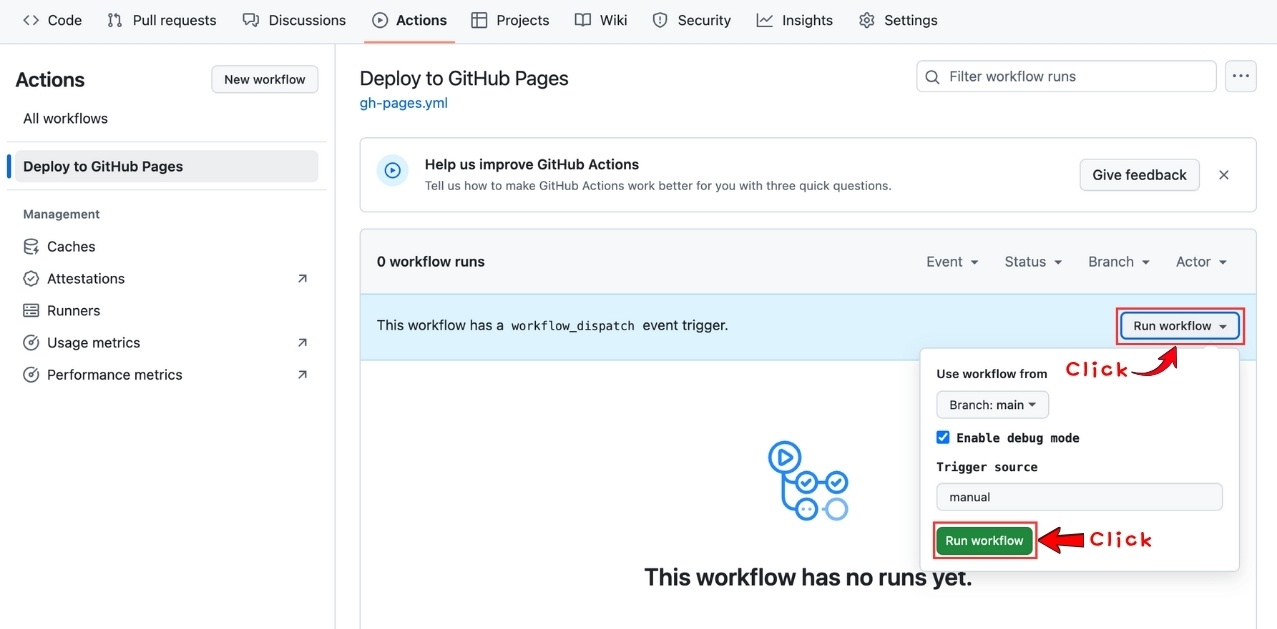 Code Pull requests Discussions Actions Projects Wiki Security Insights Settings
Actions New workflow
All workflows
Deploy to GitHub Pages
Management
Caches
Attestations
Runners
Usage metrics
Performance metrics
Deploy to GitHub Pages
gh-pages.yml
Filter workflow runs
Help us improve GitHub Actions
Tell us how to make GitHub Actions work better for you with three quick questions.
Give feedback
0 workflow runs Event Status Branch Actor
This workflow has a workflow_dispatch event trigger. Run workflow
Click
Use workflow from
Branch: main
Enable debug mode
Trigger source
manual
Run workflow Click
This workflow has no runs yet.